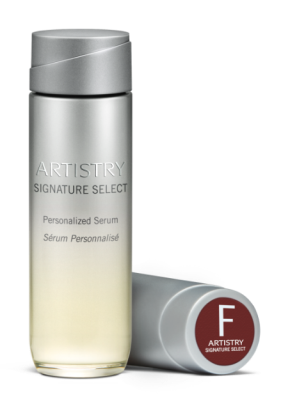 ARTISTRY
SIGNATURE SELECT
Personalized Serum
Sérum Personnalisé
F
ARTISTRY
SIGNATURE SELECT